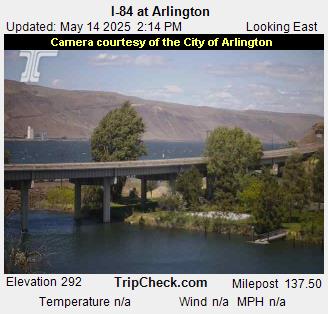 I-84 at Arlington
Updated: May 14 2025 2:14 PM Looking East
Camera courtesy of the City of Arlington
Elevation 292 TripCheck.com Milepost 137.50
Temperature n/a Wind n/a MPH n/a